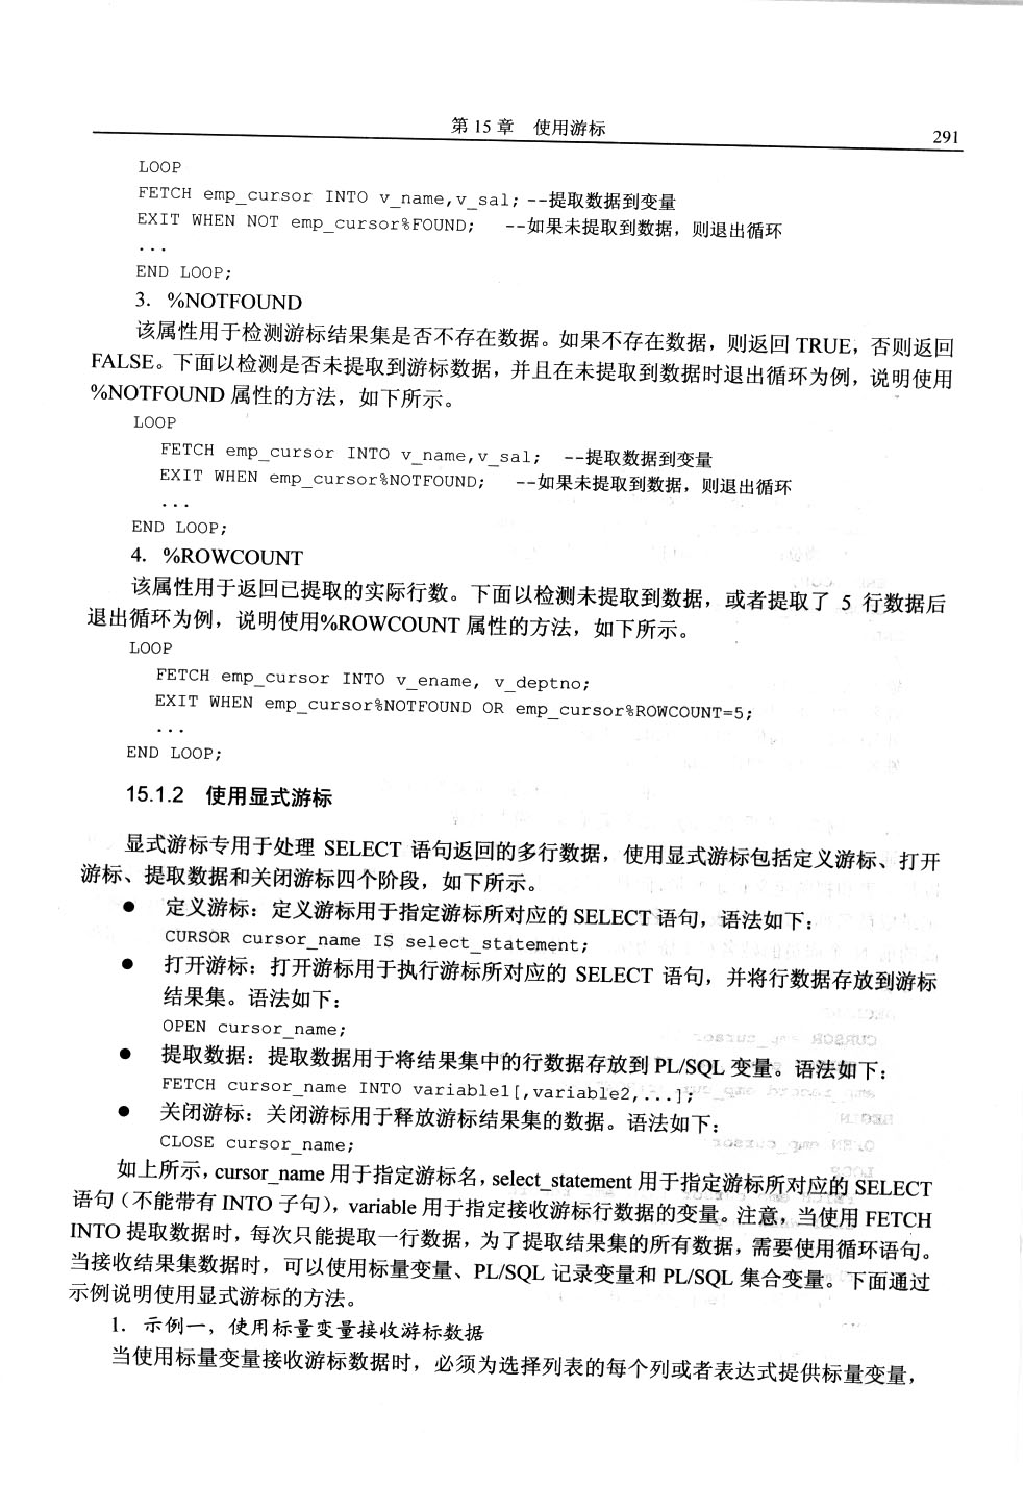 第 15 章　使用游标
291
LOOP
FETCH emp_cursor INTO v_name,v_sal; --提取数据到变量
EXIT WHEN NOT emp_cursor%FOUND; --如果未提取到数据，则退出循环
...
END LOOP;
3. %NOTFOUND
该属性用于检测游标结果集是否不存在数据。如果不存在数据，则返回 TRUE，否则返回
FALSE。下面以检测是否未提取到游标数据，并且在未提取到数据时退出循环为例，说明使用
%NOTFOUND 属性的方法，如下所示。
LOOP
FETCH emp_cursor INTO v_name,v_sal; --提取数据到变量
EXIT WHEN emp_cursor%NOTFOUND; --如果未提取到数据，则退出循环
...
END LOOP;
4. %ROWCOUNT
该属性用于返回已提取的实际行数。下面以检测未提取到数据，或者提取了 5 行数据后
退出循环为例，说明使用%ROWCOUNT 属性的方法，如下所示。
LOOP
FETCH emp_cursor INTO v_ename, v_deptno;
EXIT WHEN emp_cursor%NOTFOUND OR emp_cursor%ROWCOUNT=5;
...
END LOOP;
15.1.2 使用显式游标
显式游标专用于处理 SELECT 语句返回的多行数据，使用显式游标包括定义游标、打开
游标、提取数据和关闭游标四个阶段，如下所示。
● 定义游标：定义游标用于指定游标所对应的 SELECT 语句，语法如下：
CURSOR cursor_name IS select_statement;
● 打开游标：打开游标用于执行游标所对应的 SELECT 语句，并将行数据存放到游标
结果集。语法如下：
OPEN cursor_name;
● 提取数据：提取数据用于将结果集中的行数据存放到 PL/SQL 变量。语法如下：
FETCH cursor_name INTO variable1[,variable2,...];
● 关闭游标：关闭游标用于释放游标结果集的数据。语法如下：
CLOSE cursor_name;
如上所示，cursor_name 用于指定游标名，select_statement 用于指定游标所对应的 SELECT
语句（不能带有 INTO 子句），variable 用于指定接收游标行数据的变量。注意，当使用 FETCH
INTO 提取数据时，每次只能提取一行数据，为了提取结果集的所有数据，需要使用循环语句。
当接收结果集数据时，可以使用标量变量、PL/SQL 记录变量和 PL/SQL 集合变量。下面通过
示例说明使用显式游标的方法。
1. 示例一，使用标量变量接收游标数据
当使用标量变量接收游标数据时，必须为选择列表的每个列或者表达式提供标量变量，